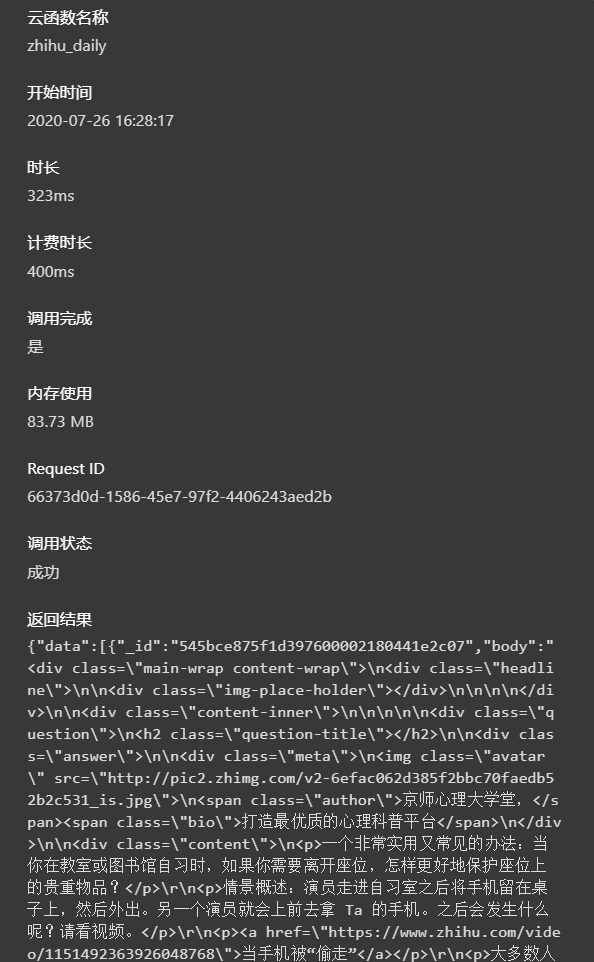 云函数名称
zhihu_daily
开始时间
2020-07-26 16:28:17
时长
323ms
计费时长
400ms
调用完成
是
内存使用
83.73 MB
Request ID
66373d0d-1586-45e7-97f2-4406243aed2b
调用状态
成功
返回结果
{"data":[{"_id":"545bce875f1d397600002180441e2c07","body":"
<div class=\"main-wrap content-wrap\">\n<div class=\"headli
ne\">\n\n<div class=\"img-place-holder\"></div>\n\n\n\n</di
v>\n\n<div class=\"content-inner\">\n\n\n\n\n<div class=\"q
uestion\">\n<h2 class=\"question-title\"></h2>\n\n<div clas
s=\"answer\">\n\n<div class=\"meta\">\n<img class=\"avatar
\" src=\"http://pic2.zhimg.com/v2-6efac062d385f2bbc70faedb5
2b2c531_is.jpg\">\n<span class=\"author\">京师心理大学堂，</s
pan><span class=\"bio\">打造最优质的心理科普平台</span>\n</di
v>\n\n<div class=\"content\">\n<p>一个非常实用又常见的办法：当
你在教室或图书馆自习时，如果你需要离开座位，怎样更好地保护座位上
的贵重物品？</p>\r\n<p>情景概述：演员走进自习室之后将手机留在桌
子上，然后外出。另一个演员就会上前去拿 Ta 的手机。之后会发生什么
呢？请看视频。</p>\r\n<p><a href=\"https://www.zhihu.com/vide
o/1151492363926048768\">当手机被“偷走”</a></p>\r\n<p>大多数人